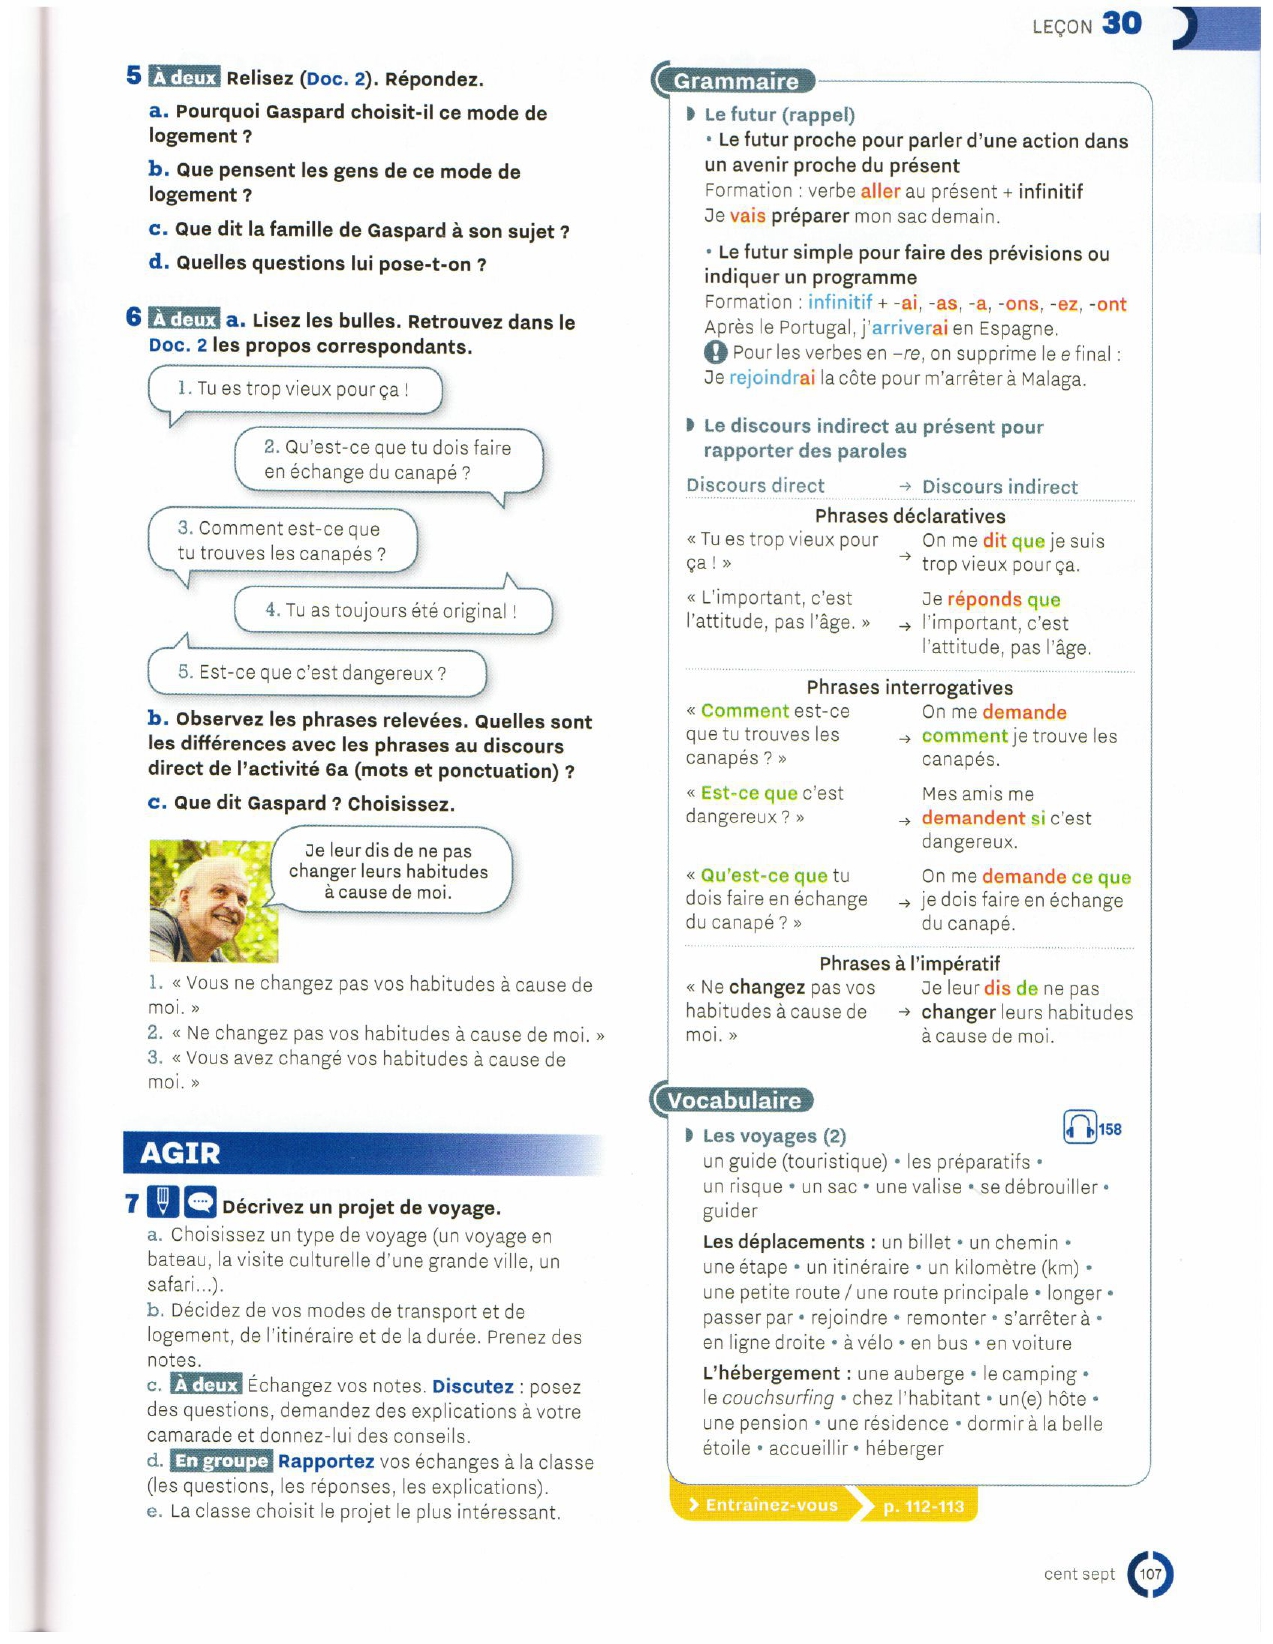 LEÇON 30
5 À deux Relisez (Doc. 2). Répondez.
a. Pourquoi Gaspard choisit-il ce mode de
logement ?
b. Que pensent les gens de ce mode de
logement ?
c. Que dit la famille de Gaspard à son sujet ?
d. Quelles questions lui pose-t-on ?
6 À deux a. Lisez les bulles. Retrouvez dans le
Doc. 2 les propos correspondants.
1. Tu es trop vieux pour ça !
2. Qu'est-ce que tu dois faire
en échange du canapé ?
3. Comment est-ce que
tu trouves les canapés ?
4. Tu as toujours été original !
5. Est-ce que c'est dangereux ?
b. Observez les phrases relevées. Quelles sont
les différences avec les phrases au discours
direct de l'activité 6a (mots et ponctuation) ?
c. Que dit Gaspard ? Choisissez.
Je leur dis de ne pas
changer leurs habitudes
à cause de moi.
1. « Vous ne changez pas vos habitudes à cause de
moi. »
2. « Ne changez pas vos habitudes à cause de moi. »
3. « Vous avez changé vos habitudes à cause de
moi. »
AGIR
7 Décrivez un projet de voyage.
a. Choisissez un type de voyage (un voyage en
bateau, la visite culturelle d'une grande ville, un
safari...).
b. Décidez de vos modes de transport et de
logement, de l'itinéraire et de la durée. Prenez des
notes.
c. À deux Échangez vos notes. Discutez : posez
des questions, demandez des explications à votre
camarade et donnez-lui des conseils.
d. En groupe Rapportez vos échanges à la classe
(les questions, les réponses, les explications).
e. La classe choisit le projet le plus intéressant.
Grammaire
Le futur (rappel)
• Le futur proche pour parler d'une action dans
un avenir proche du présent
Formation : verbe aller au présent + infinitif
Je vais préparer mon sac demain.
• Le futur simple pour faire des prévisions ou
indiquer un programme
Formation : infinitif + -ai, -as, -a, -ons, -ez, -ont
Après le Portugal, j'arriverai en Espagne.
! Pour les verbes en –re, on supprime le e final :
Je rejoindrai la côte pour m'arrêter à Malaga.
Le discours indirect au présent pour
rapporter des paroles
Discours direct → Discours indirect
Phrases déclaratives
« Tu es trop vieux pour On me dit que je suis
ça ! » → trop vieux pour ça.
« L'important, c'est Je réponds que
l'attitude, pas l'âge. » → l'important, c'est
l'attitude, pas l'âge.
Phrases interrogatives
« Comment est-ce On me demande
que tu trouves les → comment je trouve les
canapés ? » canapés.
« Est-ce que c'est Mes amis me
dangereux ? » → demandent si c'est
dangereux.
« Qu'est-ce que tu On me demande ce que
dois faire en échange → je dois faire en échange
du canapé ? » du canapé.
Phrases à l'impératif
« Ne changez pas vos Je leur dis de ne pas
habitudes à cause de → changer leurs habitudes
moi. » à cause de moi.
Vocabulaire
158
Les voyages (2)
un guide (touristique) • les préparatifs •
un risque • un sac • une valise • se débrouiller •
guider
Les déplacements : un billet • un chemin •
une étape • un itinéraire • un kilomètre (km) •
une petite route / une route principale • longer •
passer par • rejoindre • remonter • s'arrêter à •
en ligne droite • à vélo • en bus • en voiture
L'hébergement : une auberge • le camping •
le couchsurfing • chez l'habitant • un(e) hôte •
une pension • une résidence • dormir à la belle
étoile • accueillir • héberger
> Entraînez-vous > p. 112-113
cent sept 107